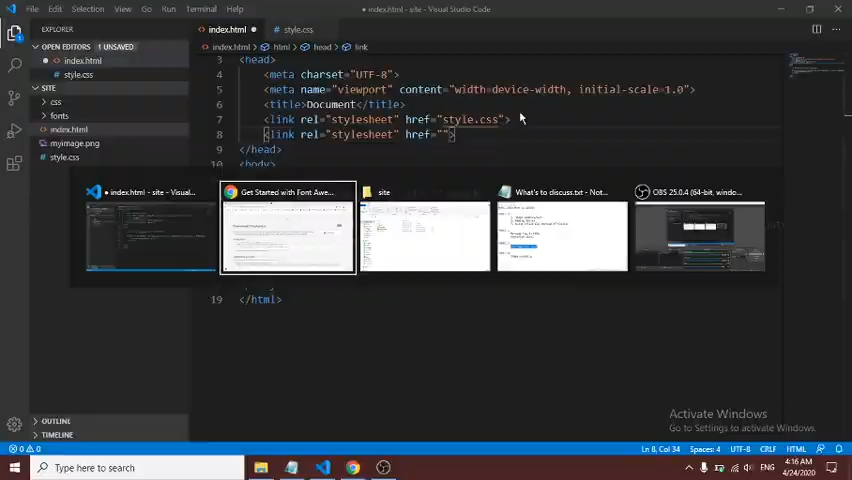 File Edit Selection View Go Run Terminal Help
● index.html - site - Visual Studio Code
EXPLORER
index.html ●
style.css
index.html > html > head > link
OPEN EDITORS 1 UNSAVED
● index.html
style.css
SITE
css
fonts
index.html
myimage.png
style.css
3 <head>
4 <meta charset="UTF-8">
5 <meta name="viewport" content="width=device-width, initial-scale=1.0">
6 <title>Document</title>
7 <link rel="stylesheet" href="style.css">
8 <link rel="stylesheet" href="">
9 </head>
10 <body>
● index.html - site - Visual...
Get Started with Font Awe...
site
What's to discuss.txt - Not...
OBS 25.0.4 (64-bit, windo...
19 </html>
Activate Windows
Go to Settings to activate Windows.
OUTLINE
TIMELINE
0 0
Ln 8, Col 34 Spaces: 4 UTF-8 CRLF HTML
Type here to search
ENG
4:16 AM
4/24/2020